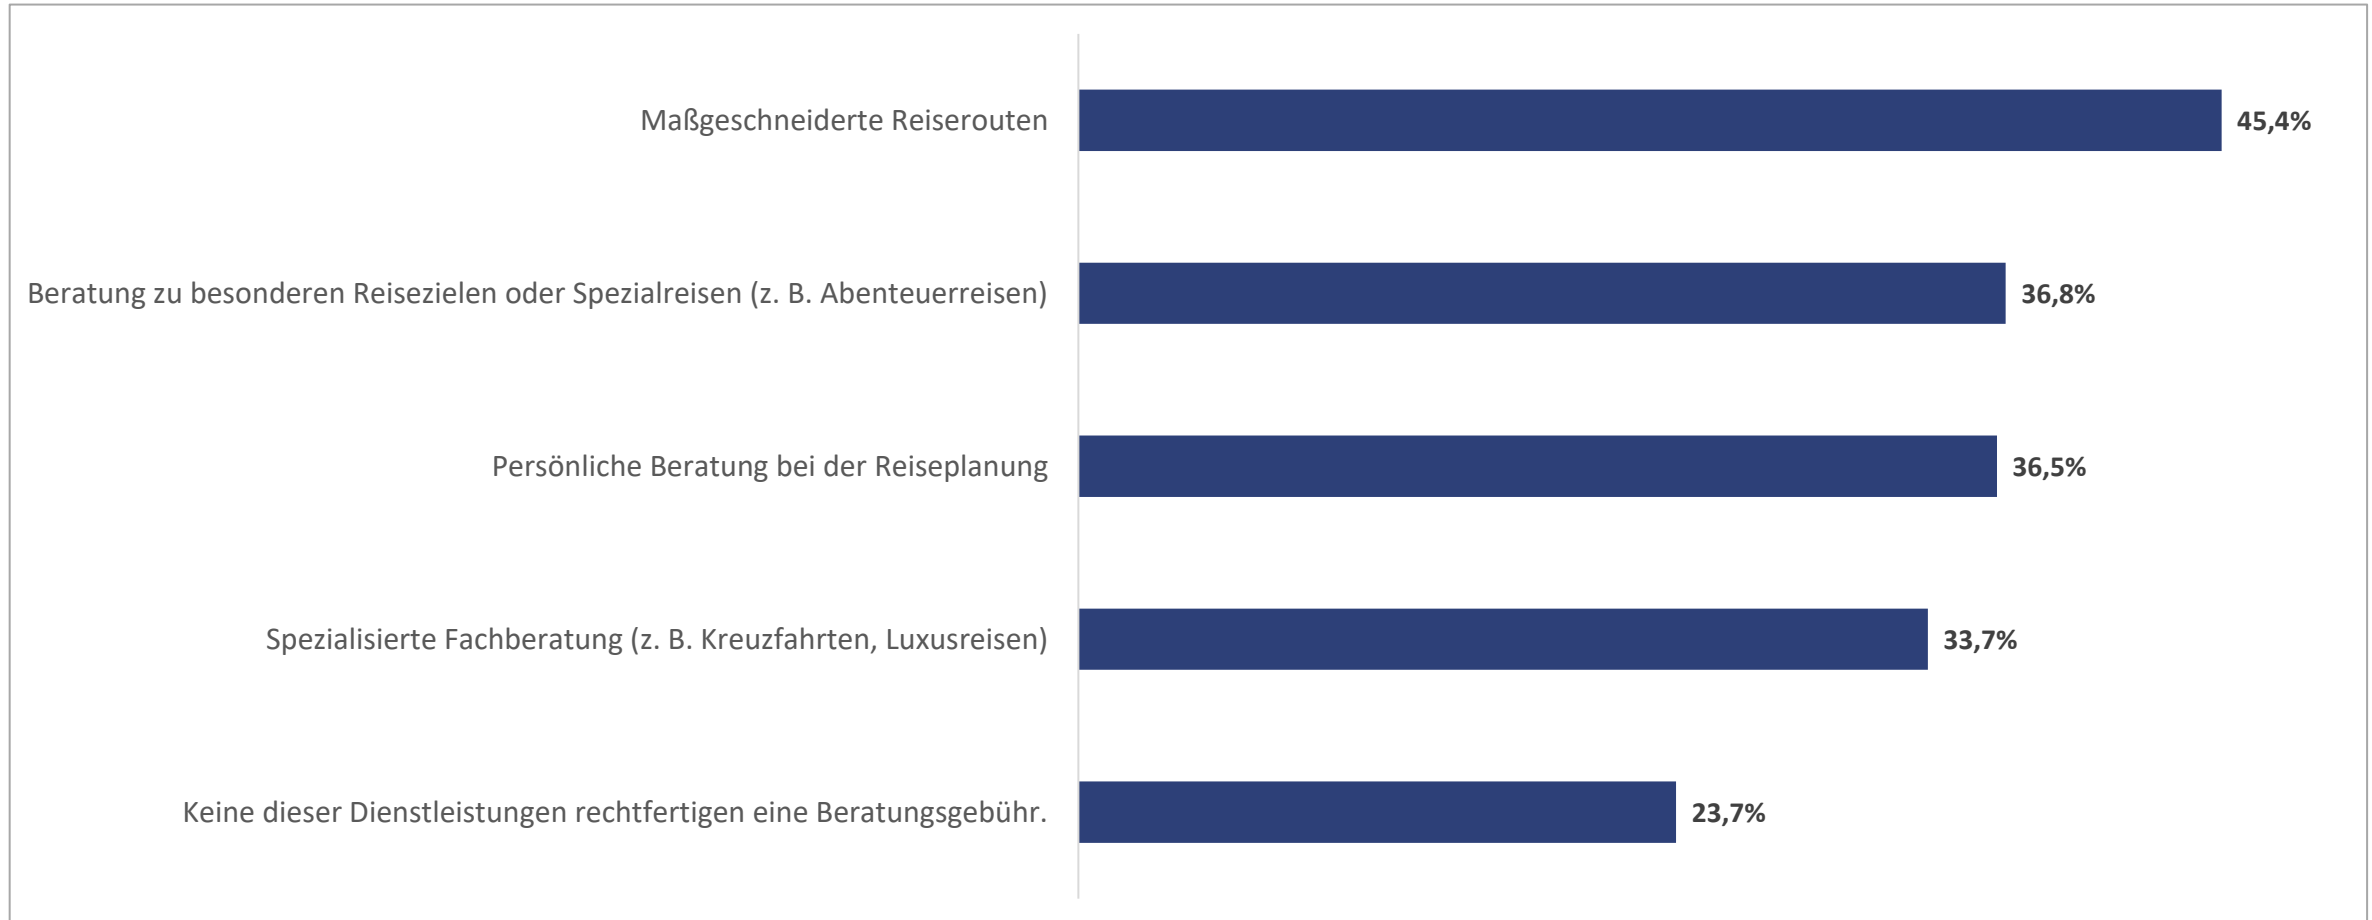 Maßgeschneiderte Reiserouten 45,4%
Beratung zu besonderen Reisezielen oder Spezialreisen (z. B. Abenteuerreisen) 36,8%
Persönliche Beratung bei der Reiseplanung 36,5%
Spezialisierte Fachberatung (z. B. Kreuzfahrten, Luxusreisen) 33,7%
Keine dieser Dienstleistungen rechtfertigen eine Beratungsgebühr. 23,7%